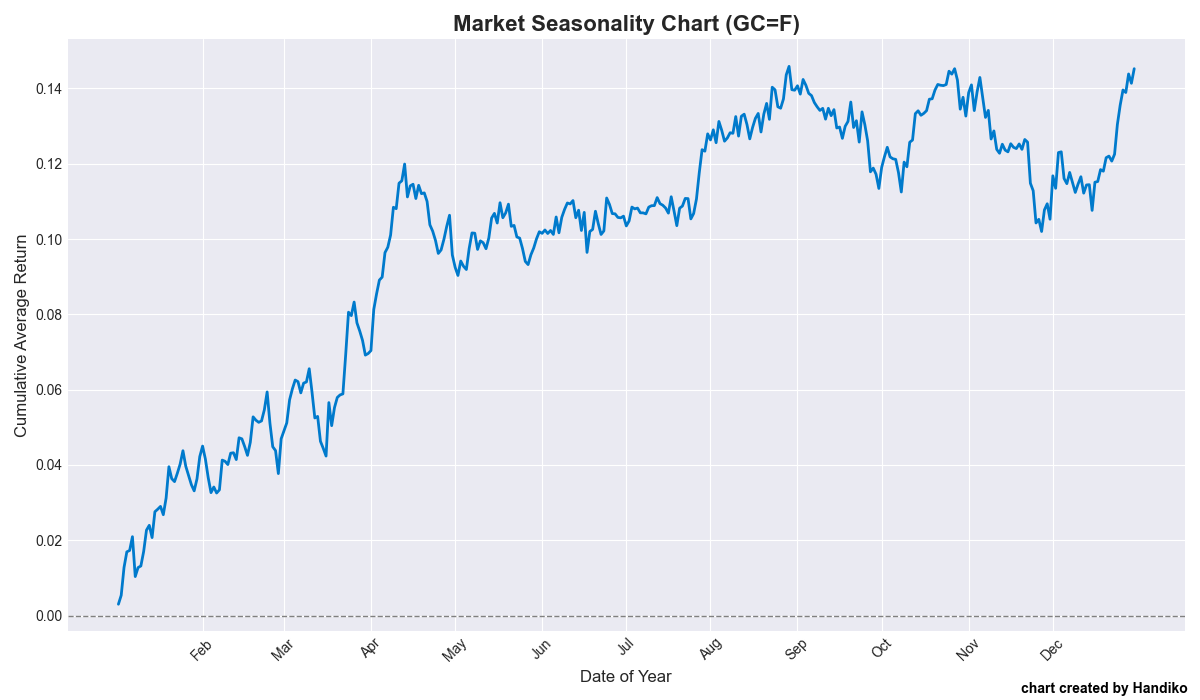 Market Seasonality Chart (GC=F)
Cumulative Average Return
0.14
0.12
0.10
0.08
0.06
0.04
0.02
0.00
Feb
Mar
Apr
May
Jun
Jul
Aug
Sep
Oct
Nov
Dec
Date of Year
chart created by Handiko